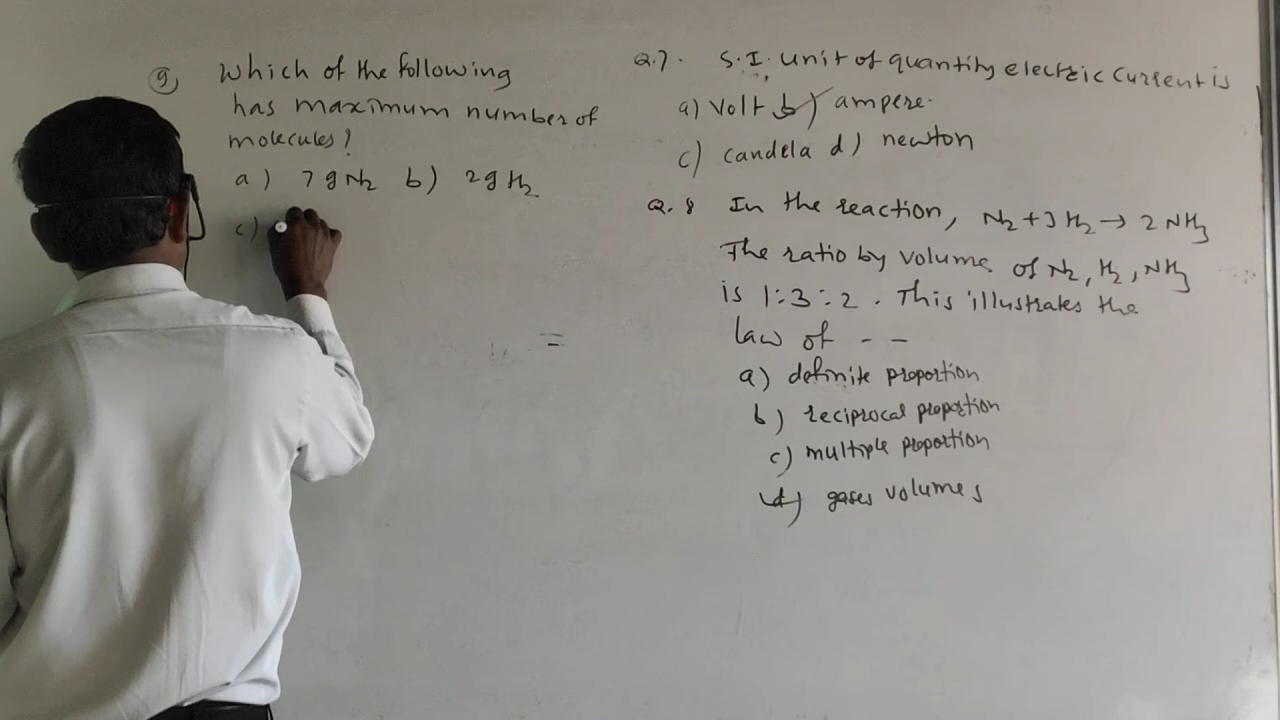 9) Which of the following
has maximum number of
molecules?
a) 7 g N2 b) 2 g H2
c)
=
Q.7. S.I. unit of quantity electric current is
a) Volt b) ampere.
c) candela d) newton
Q.8 In the reaction, N2 + 3 H2 → 2 NH3
The ratio by volume of N2, H2, NH3
is 1:3:2. This illustrates the
law of - -
a) definite proportion
b) reciprocal proportion
c) multiple proportion
d) gases volumes